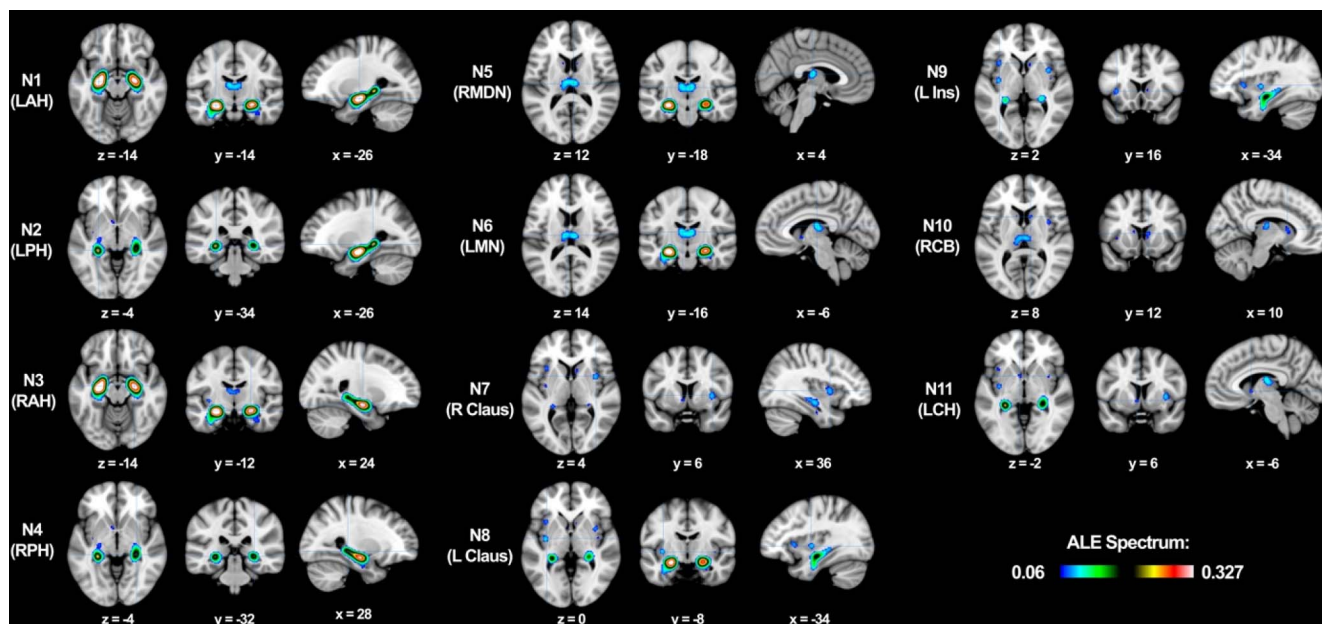 N1
(LAH)
z = -14
y = -14
x = -26
N2
(LPH)
z = -4
y = -34
x = -26
N3
(RAH)
z = -14
y = -12
x = 24
N4
(RPH)
z = -4
y = -32
x = 28
N5
(RMDN)
z = 12
y = -18
x = 4
N6
(LMN)
z = 14
y = -16
x = -6
N7
(R Claus)
z = 4
y = 6
x = 36
N8
(L Claus)
z = 0
y = -8
x = -34
N9
(L Ins)
z = 2
y = 16
x = -34
N10
(RCB)
z = 8
y = 12
x = 10
N11
(LCH)
z = -2
y = 6
x = -6
ALE Spectrum:
0.06 0.327